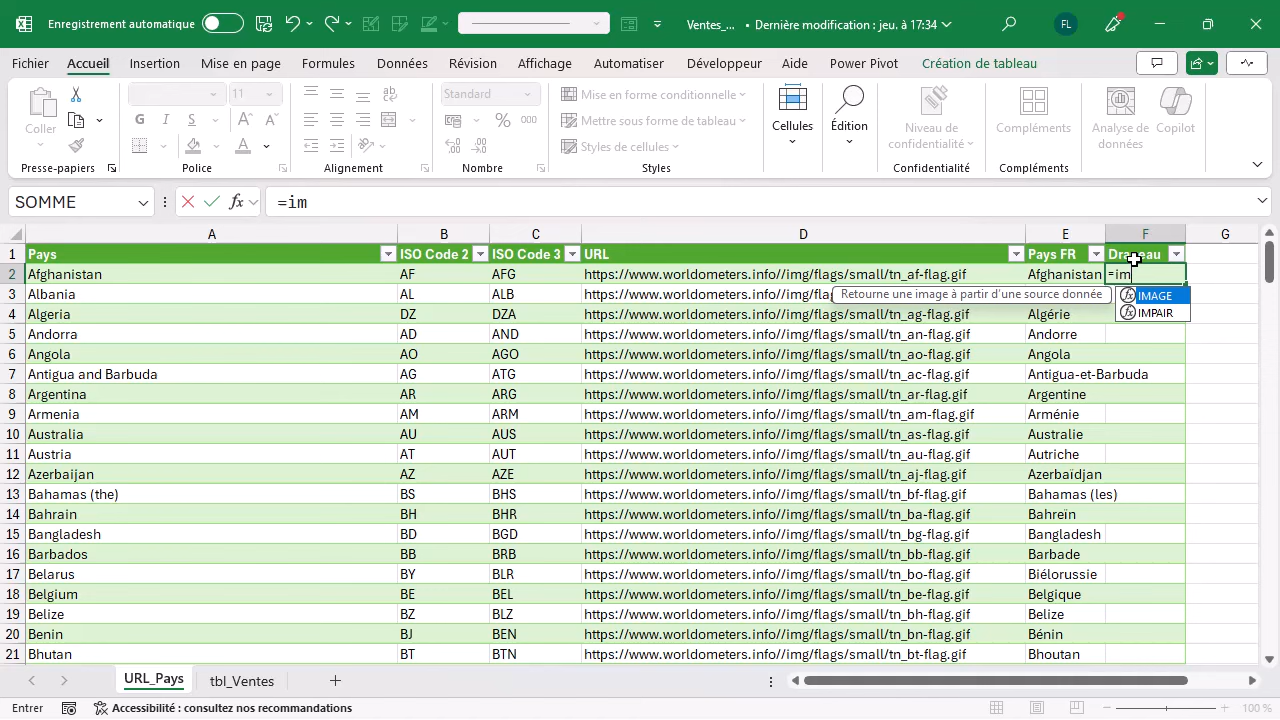 Enregistrement automatique
Ventes_... • Dernière modification : jeu. à 17:34
FL
Fichier Accueil Insertion Mise en page Formules Données Révision Affichage Automatiser Développeur Aide Power Pivot Création de tableau
Coller
Presse-papiers
11
G I S
Police
ab
Alignement
Standard
% 000
Nombre
Mise en forme conditionnelle
Mettre sous forme de tableau
Styles de cellules
Styles
Cellules
Édition
Niveau de confidentialité
Confidentialité
Compléments
Compléments
Analyse de données
Copilot
SOMME fx =im
A B C D E F G
1 Pays ISO Code 2 ISO Code 3 URL Pays FR
2 Afghanistan AF AFG https://www.worldometers.info//img/flags/small/tn_af-flag.gif Afghanistan =im
3 Albania AL ALB https://www.worldometers.info//img/flags/small/
Retourne une image à partir d'une source donnée
IMAGE
IMPAIR
4 Algeria DZ DZA https://www.worldometers.info//img/flags/small/tn_ag-flag.gif Algérie
5 Andorra AD AND https://www.worldometers.info//img/flags/small/tn_an-flag.gif Andorre
6 Angola AO AGO https://www.worldometers.info//img/flags/small/tn_ao-flag.gif Angola
7 Antigua and Barbuda AG ATG https://www.worldometers.info//img/flags/small/tn_ac-flag.gif Antigua-et-Barbuda
8 Argentina AR ARG https://www.worldometers.info//img/flags/small/tn_ar-flag.gif Argentine
9 Armenia AM ARM https://www.worldometers.info//img/flags/small/tn_am-flag.gif Arménie
10 Australia AU AUS https://www.worldometers.info//img/flags/small/tn_as-flag.gif Australie
11 Austria AT AUT https://www.worldometers.info//img/flags/small/tn_au-flag.gif Autriche
12 Azerbaijan AZ AZE https://www.worldometers.info//img/flags/small/tn_aj-flag.gif Azerbaïdjan
13 Bahamas (the) BS BHS https://www.worldometers.info//img/flags/small/tn_bf-flag.gif Bahamas (les)
14 Bahrain BH BHR https://www.worldometers.info//img/flags/small/tn_ba-flag.gif Bahreïn
15 Bangladesh BD BGD https://www.worldometers.info//img/flags/small/tn_bg-flag.gif Bangladesh
16 Barbados BB BRB https://www.worldometers.info//img/flags/small/tn_bb-flag.gif Barbade
17 Belarus BY BLR https://www.worldometers.info//img/flags/small/tn_bo-flag.gif Biélorussie
18 Belgium BE BEL https://www.worldometers.info//img/flags/small/tn_be-flag.gif Belgique
19 Belize BZ BLZ https://www.worldometers.info//img/flags/small/tn_bh-flag.gif Belize
20 Benin BJ BEN https://www.worldometers.info//img/flags/small/tn_bn-flag.gif Bénin
21 Bhutan BT BTN https://www.worldometers.info//img/flags/small/tn_bt-flag.gif Bhoutan
URL_Pays tbl_Ventes
Entrer Accessibilité : consultez nos recommandations 100 %